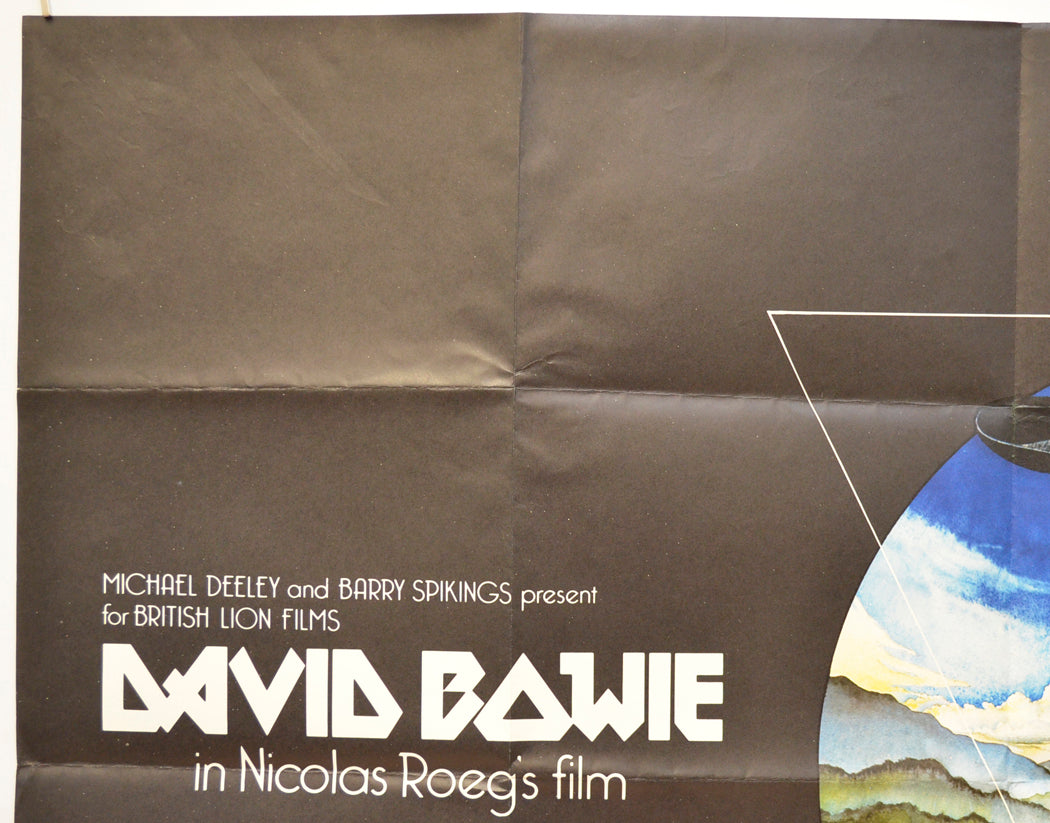 MICHAEL DEELEY and BARRY SPIKINGS present
for BRITISH LION FILMS
DAVID BOWIE
in Nicolas Roeg's film